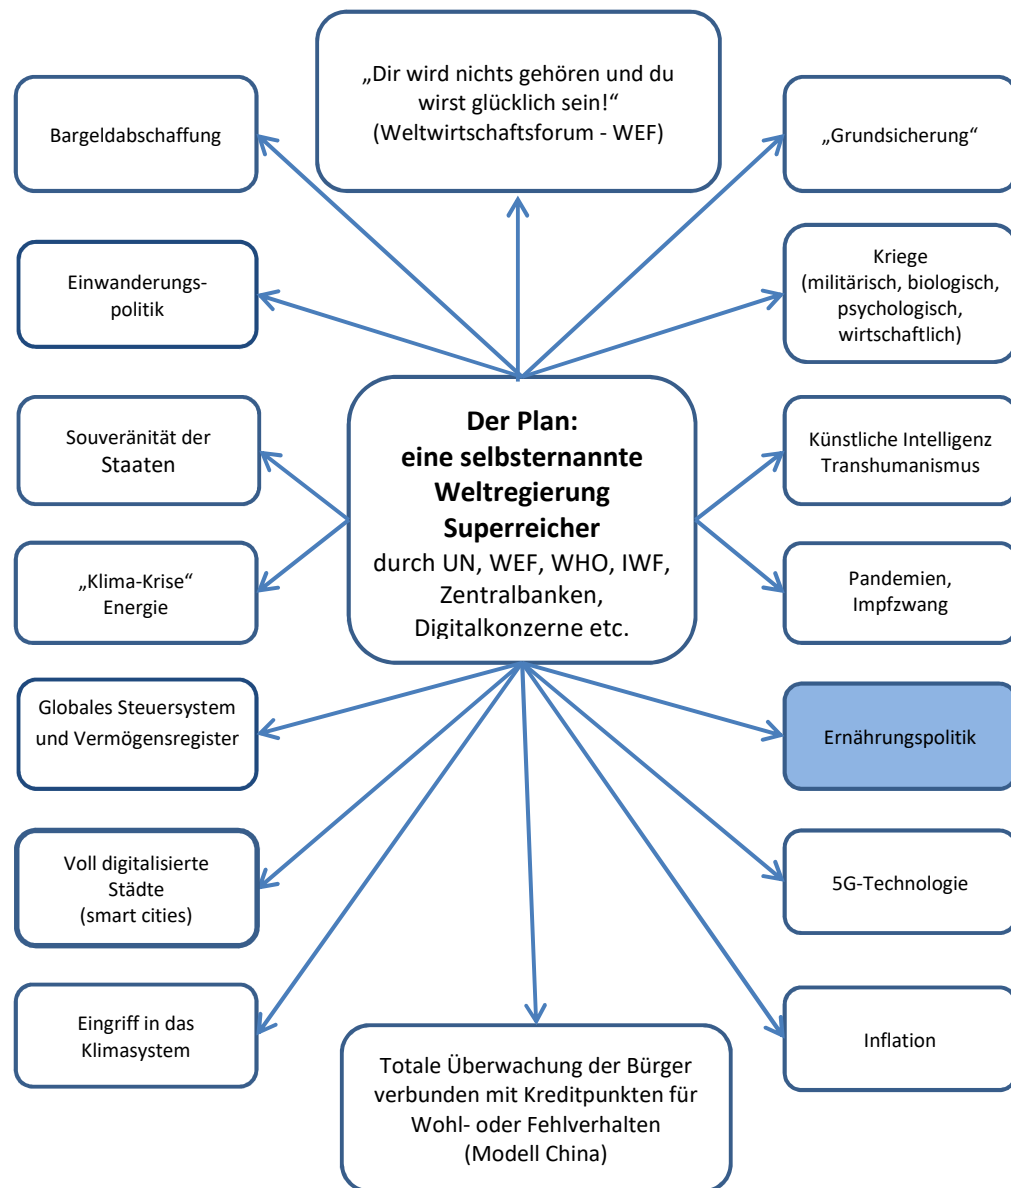 „Dir wird nichts gehören und du
wirst glücklich sein!“
(Weltwirtschaftsforum - WEF)
Bargeldabschaffung
„Grundsicherung“
Einwanderungs-
politik
Kriege
(militärisch, biologisch,
psychologisch,
wirtschaftlich)
Souveränität der
Staaten
Der Plan:
eine selbsternannte
Weltregierung
Superreicher
durch UN, WEF, WHO, IWF,
Zentralbanken,
Digitalkonzerne etc.
Künstliche Intelligenz
Transhumanismus
„Klima-Krise“
Energie
Pandemien,
Impfzwang
Globales Steuersystem
und Vermögensregister
Ernährungspolitik
Voll digitalisierte
Städte
(smart cities)
5G-Technologie
Eingriff in das
Klimasystem
Inflation
Totale Überwachung der Bürger
verbunden mit Kreditpunkten für
Wohl- oder Fehlverhalten
(Modell China)